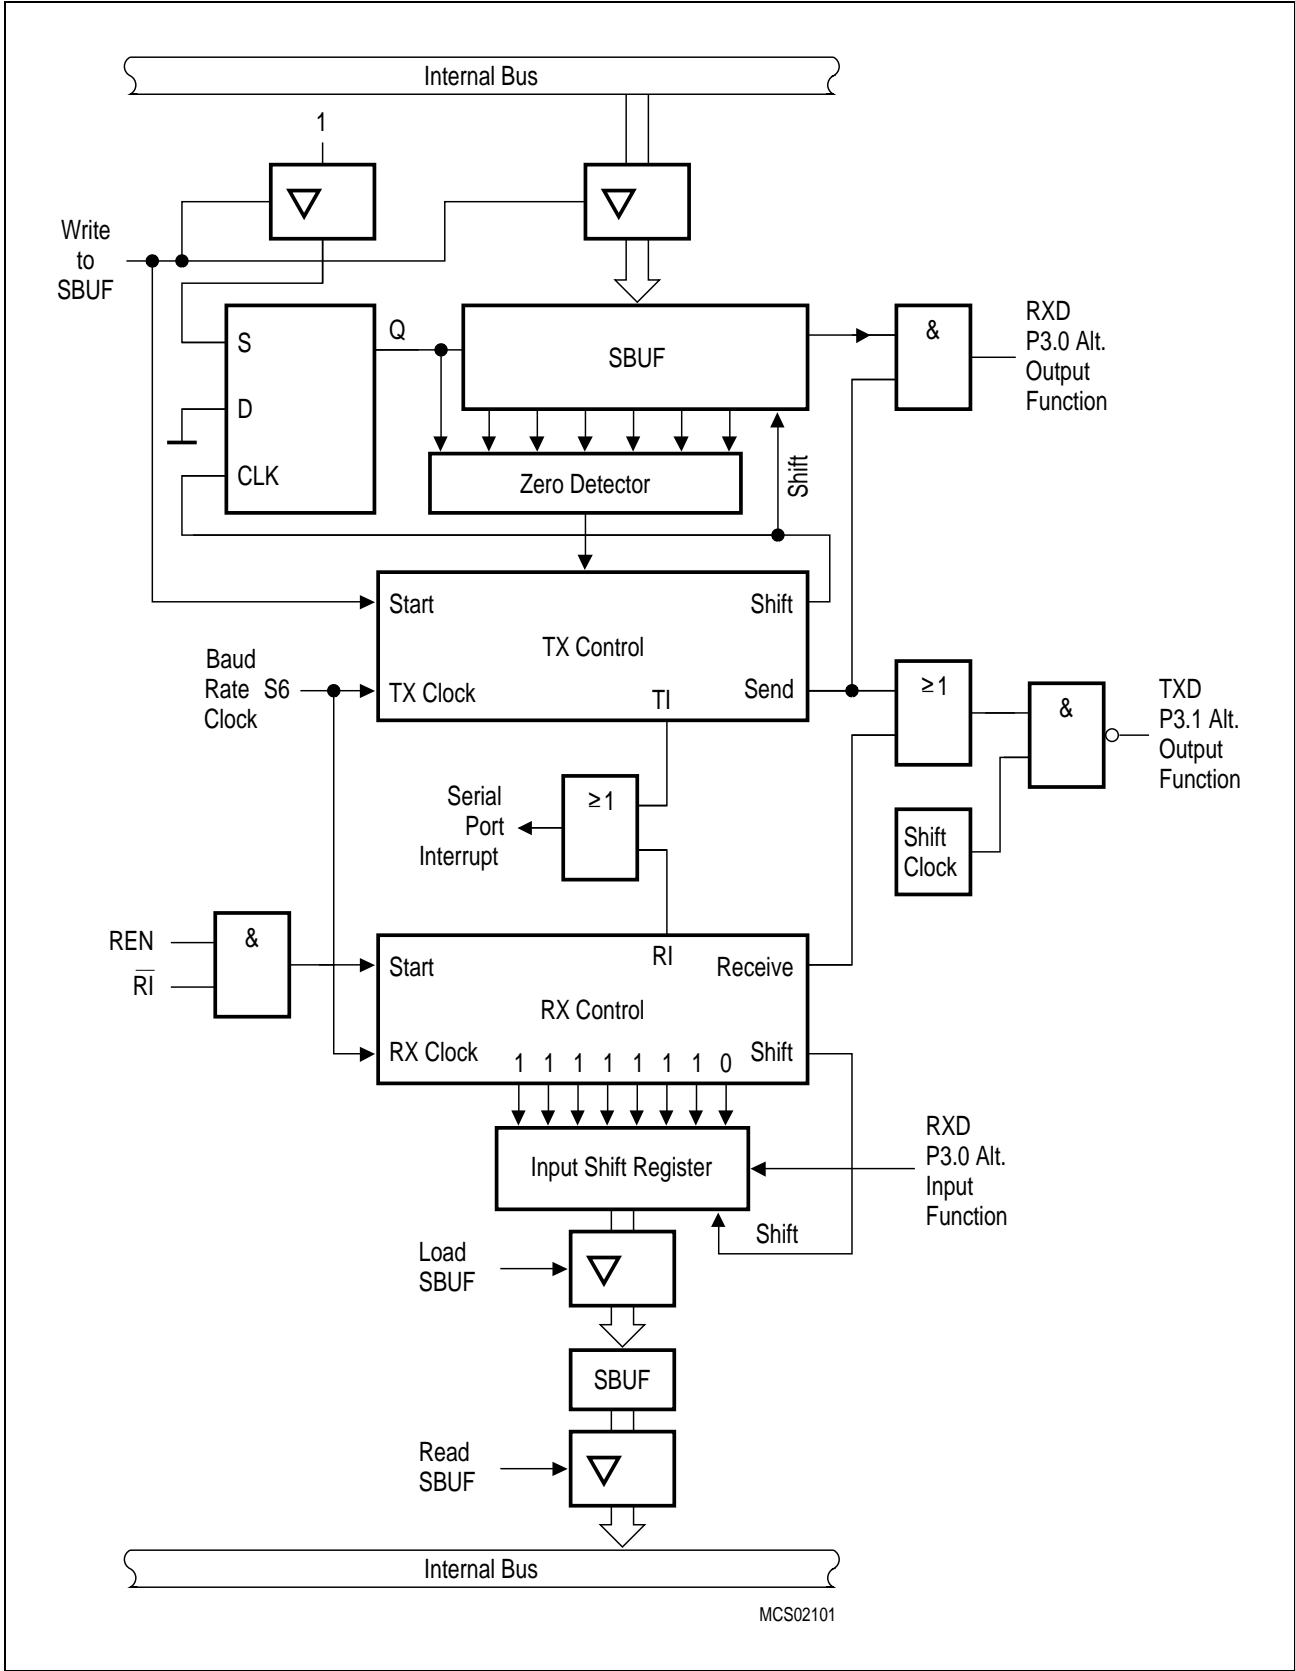 Internal Bus
1
Write
to
SBUF
S
D
CLK
Q
SBUF
&
RXD
P3.0 Alt.
Output
Function
Zero Detector
Shift
Start
Shift
TX Control
Baud
Rate S6
Clock
TX Clock
TI
Send
≥1
&
TXD
P3.1 Alt.
Output
Function
Serial
Port
Interrupt
≥1
Shift
Clock
REN
R̅I̅
&
Start
RI
Receive
RX Control
RX Clock
1 1 1 1 1 1 1 0
Shift
Input Shift Register
RXD
P3.0 Alt.
Input
Function
Shift
Load
SBUF
SBUF
Read
SBUF
Internal Bus
MCS02101